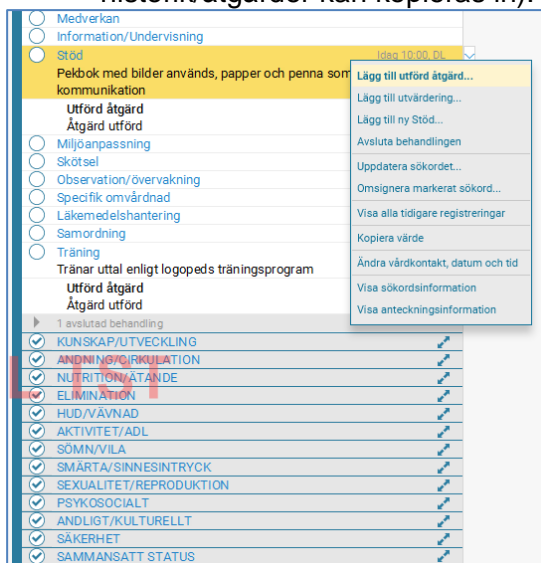 historik/åtgärder kan kopieras in).
Medverkan
Information/Undervisning
Stöd Idag 10:00, DL
Pekbok med bilder används, papper och penna som
kommunikation
Utförd åtgärd
Åtgärd utförd
Miljöanpassning
Skötsel
Observation/övervakning
Specifik omvårdnad
Läkemedelshantering
Samordning
Träning
Tränar uttal enligt logopeds träningsprogram
Utförd åtgärd
Åtgärd utförd
1 avslutad behandling
KUNSKAP/UTVECKLING
ANDNING/CIRKULATION
NUTRITION/ÄTANDE
ELIMINATION
HUD/VÄVNAD
AKTIVITET/ADL
SÖMN/VILA
SMÄRTA/SINNESINTRYCK
SEXUALITET/REPRODUKTION
PSYKOSOCIALT
ANDLIGT/KULTURELLT
SÄKERHET
SAMMANSATT STATUS
Lägg till utförd åtgärd...
Lägg till utvärdering...
Lägg till ny Stöd...
Avsluta behandlingen
Uppdatera sökordet...
Omsignera markerat sökord...
Visa alla tidigare registreringar
Kopiera värde
Ändra vårdkontakt, datum och tid
Visa sökordsinformation
Visa anteckningsinformation